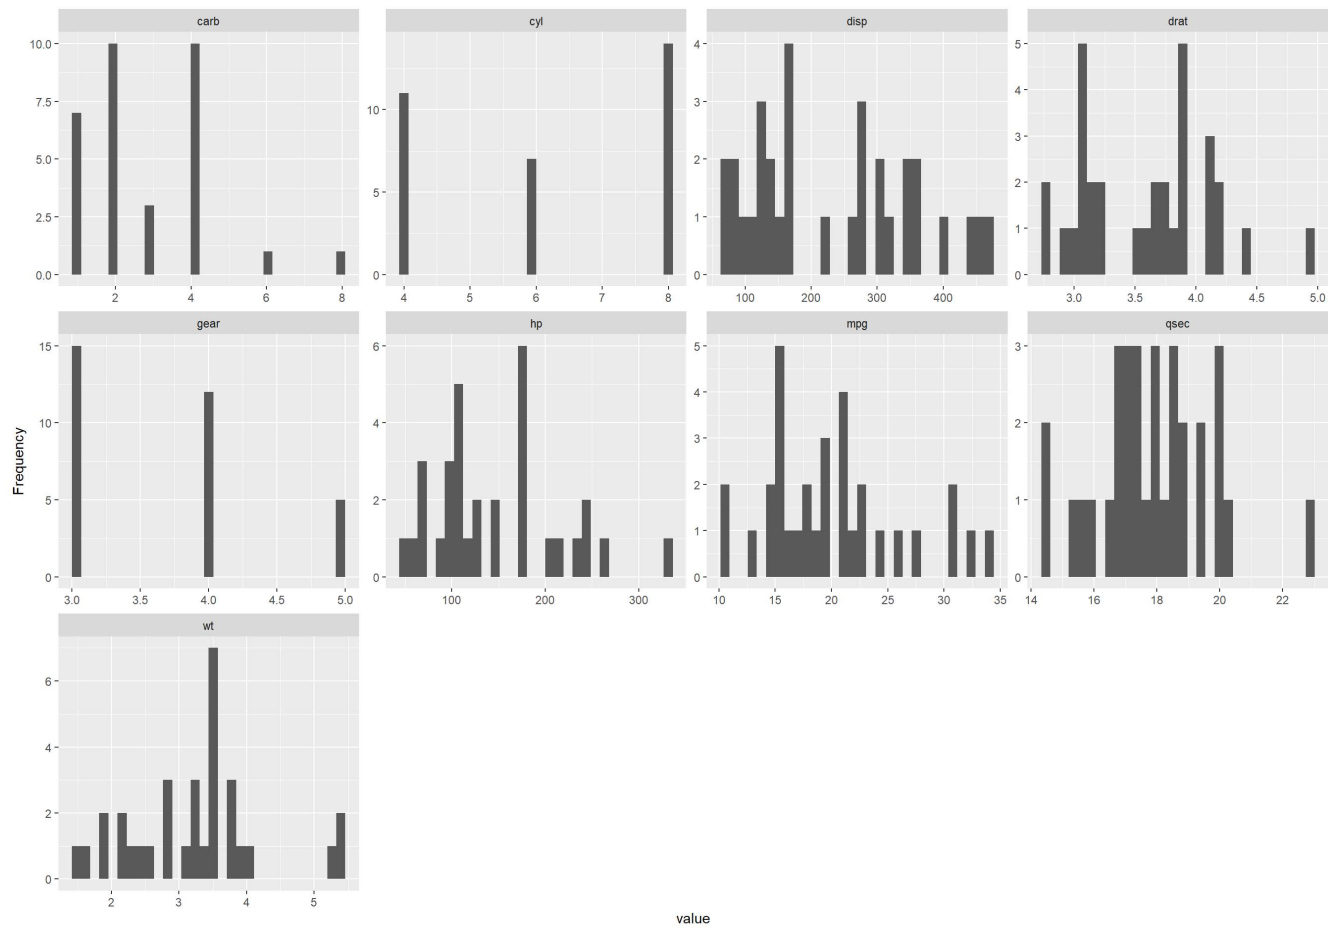 carb
cyl
disp
drat
10.0
7.5
5.0
2.5
0.0
2 4 6 8
10
5
0
4 5 6 7 8
4
3
2
1
0
100 200 300 400
5
4
3
2
1
0
3.0 3.5 4.0 4.5 5.0
gear
hp
mpg
qsec
Frequency
15
10
5
0
3.0 3.5 4.0 4.5 5.0
6
4
2
0
100 200 300
5
4
3
2
1
0
10 15 20 25 30 35
3
2
1
0
14 16 18 20 22
wt
6
4
2
0
2 3 4 5
value